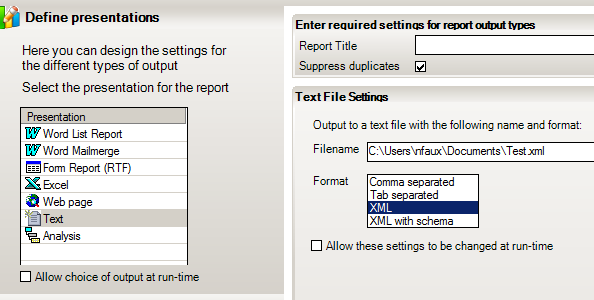 Define presentations
Here you can design the settings for
the different types of output
Select the presentation for the report
Presentation
Word List Report
Word Mailmerge
Form Report (RTF)
Excel
Web page
Text
Analysis
Allow choice of output at run-time
Enter required settings for report output types
Report Title
Suppress duplicates
Text File Settings
Output to a text file with the following name and format:
Filename C:\Users\nfaux\Documents\Test.xml
Format
Comma separated
Tab separated
XML
XML with schema
Allow these settings to be changed at run-time